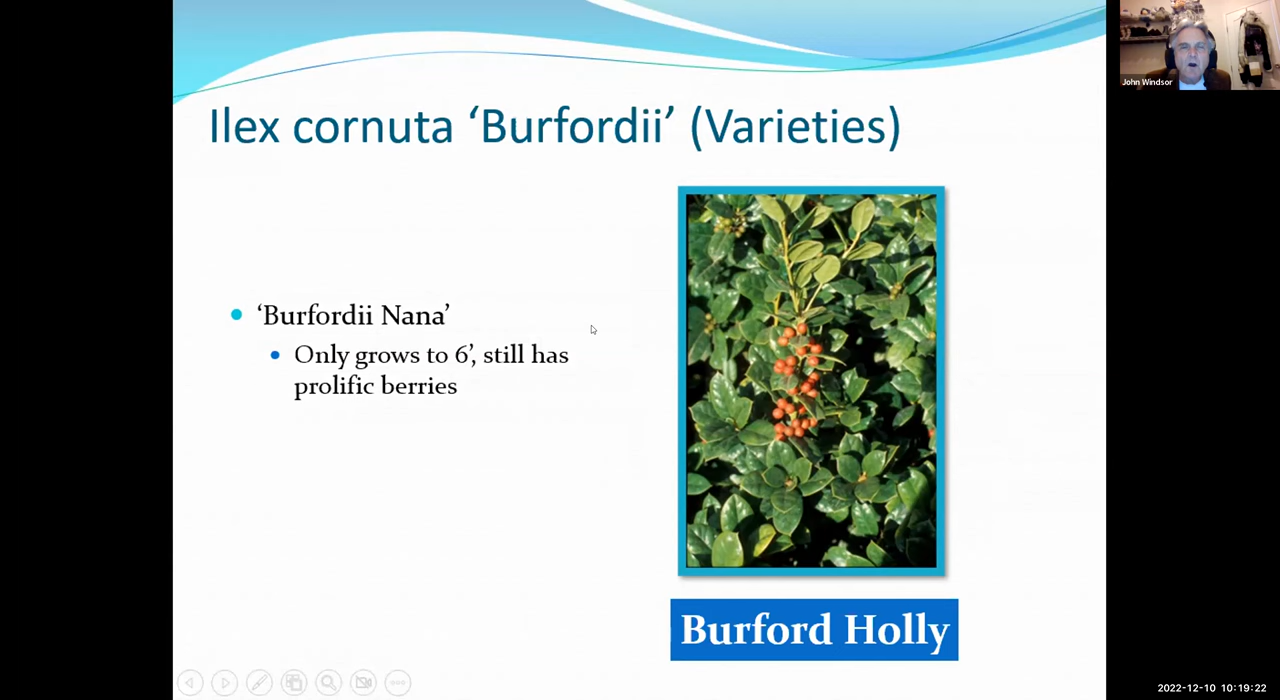 Ilex cornuta ‘Burfordii’ (Varieties)
John Windsor
‘Burfordii Nana’
Only grows to 6’, still has
prolific berries
Burford Holly
2022-12-10 10:19:22